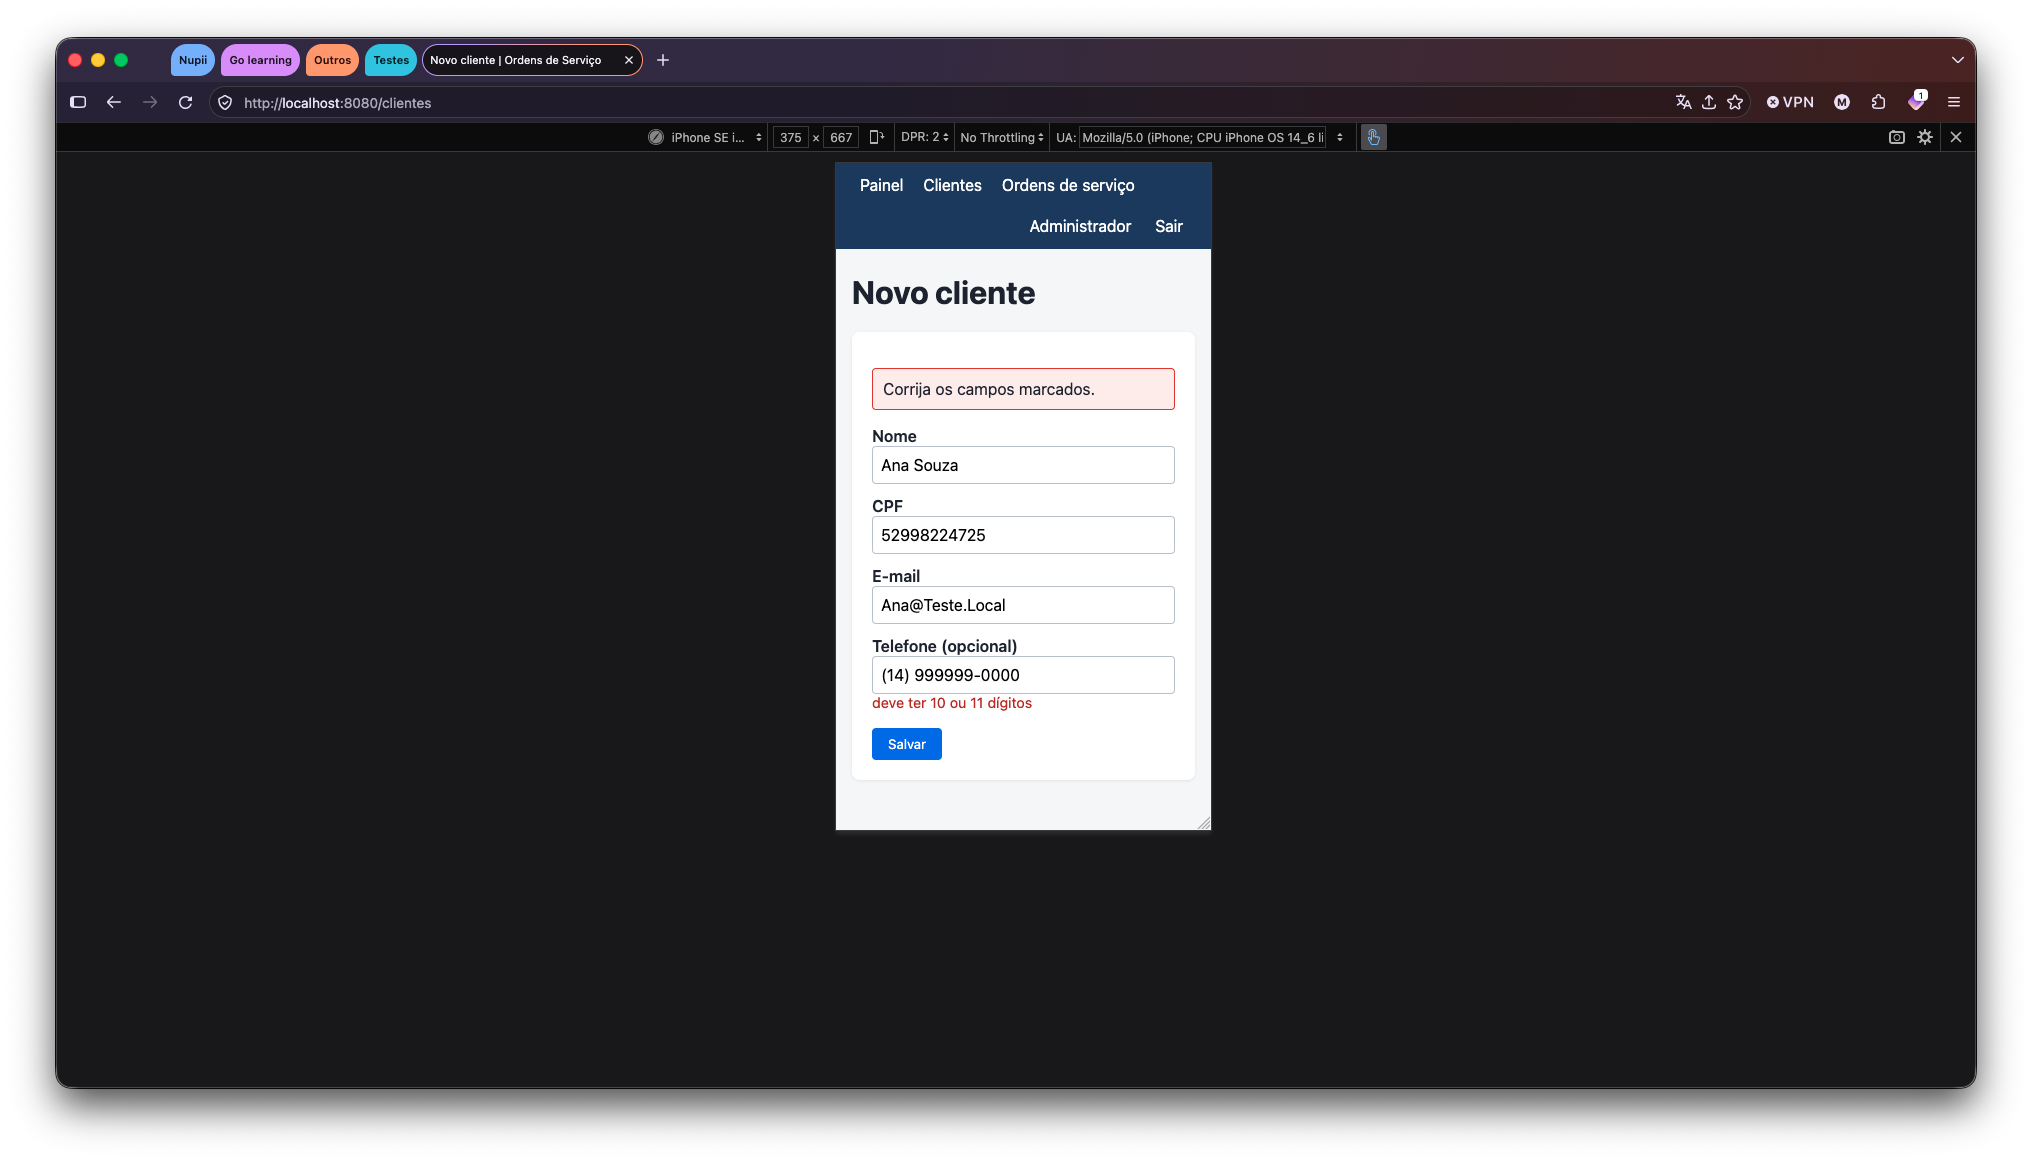 Nupii
Go learning
Outros
Testes
Novo cliente | Ordens de Serviço
http://localhost:8080/clientes
VPN
M
1
iPhone SE i...
375 x 667
DPR: 2
No Throttling
UA: Mozilla/5.0 (iPhone; CPU iPhone OS 14_6 li
Painel Clientes Ordens de serviço
Administrador Sair
Novo cliente
Corrija os campos marcados.
Nome
Ana Souza
CPF
52998224725
E-mail
Ana@Teste.Local
Telefone (opcional)
(14) 999999-0000
deve ter 10 ou 11 dígitos
Salvar